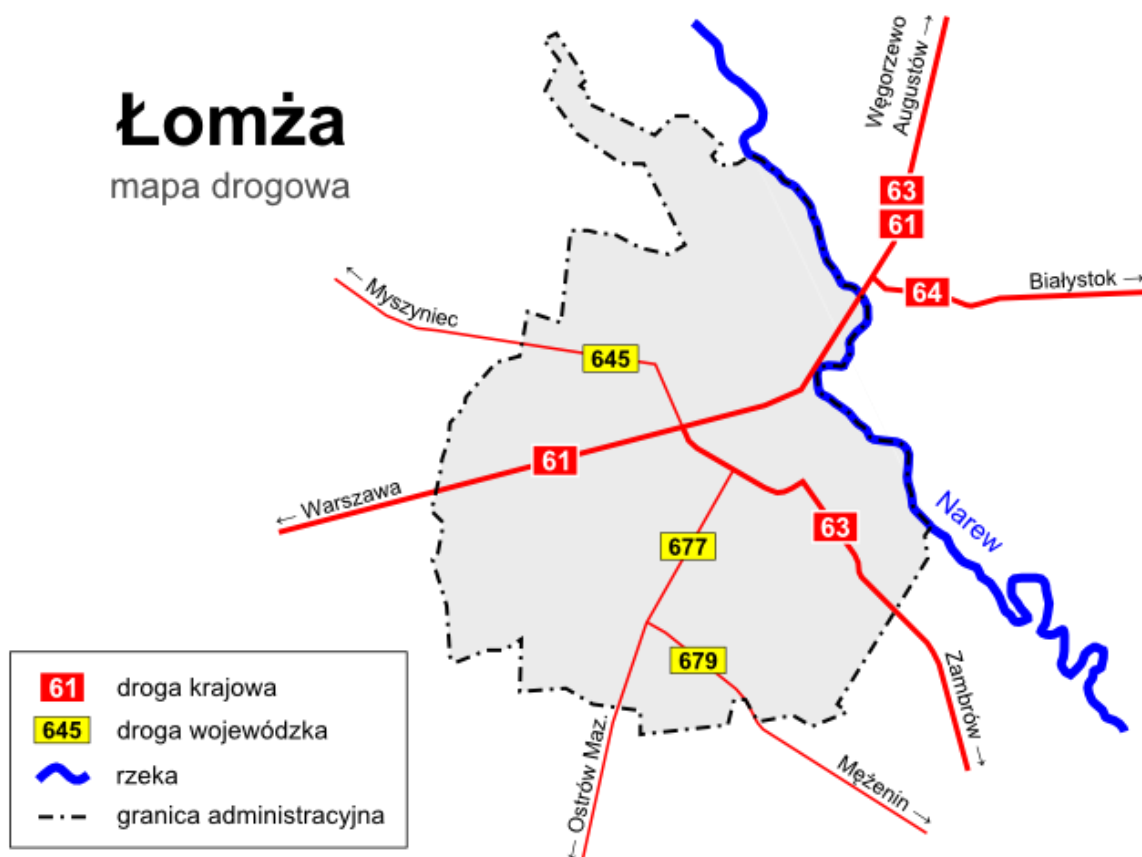 Łomża
mapa drogowa
Węgorzewo
Augustów →
63
61
64
Białystok →
← Myszyniec
645
61
← Warszawa
63
677
679
Narew
Zambrów →
Mężenin →
← Ostrów Maz.
61 droga krajowa
645 droga wojewódzka
rzeka
granica administracyjna